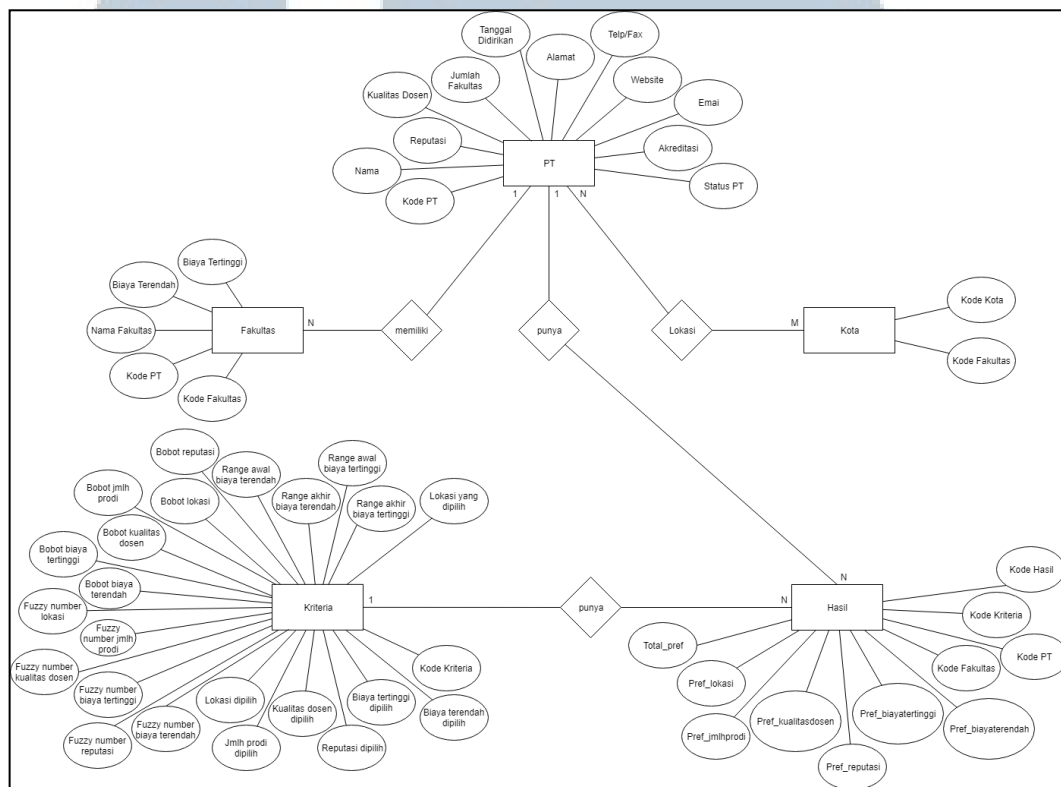 Tanggal
Didirikan
Telp/Fax
Alamat
Jumlah
Fakultas
Website
Kualitas Dosen
Emai
Reputasi
Akreditasi
PT
Nama
Status PT
Kode PT
1
1
N
Biaya Tertinggi
Biaya Terendah
Nama Fakultas
Fakultas
N
memiliki
punya
Lokasi
M
Kota
Kode Kota
Kode Fakultas
Kode PT
Kode Fakultas
Bobot reputasi
Range awal
biaya terendah
Range awal
biaya tertinggi
Bobot jmlh
prodi
Bobot lokasi
Range akhir
biaya terendah
Range akhir
biaya tertinggi
Lokasi yang
dipilih
Bobot kualitas
dosen
Bobot biaya
tertinggi
Bobot biaya
terendah
Fuzzy number
lokasi
Kriteria
1
punya
N
N
Hasil
Kode Hasil
Kode Kriteria
Fuzzy
number jmlh
prodi
Fuzzy number
kualitas dosen
Fuzzy number
biaya tertinggi
Fuzzy number
reputasi
Fuzzy number
biaya terendah
Lokasi dipilih
Jmlh prodi
dipilih
Kualitas dosen
dipilih
Reputasi dipilih
Biaya tertinggi
dipilih
Biaya terendah
dipilih
Kode Kriteria
Total_pref
Kode PT
Kode Fakultas
Pref_lokasi
Pref_jmlhprodi
Pref_kualitasdosen
Pref_biayatertinggi
Pref_biayaterendah
Pref_reputasi